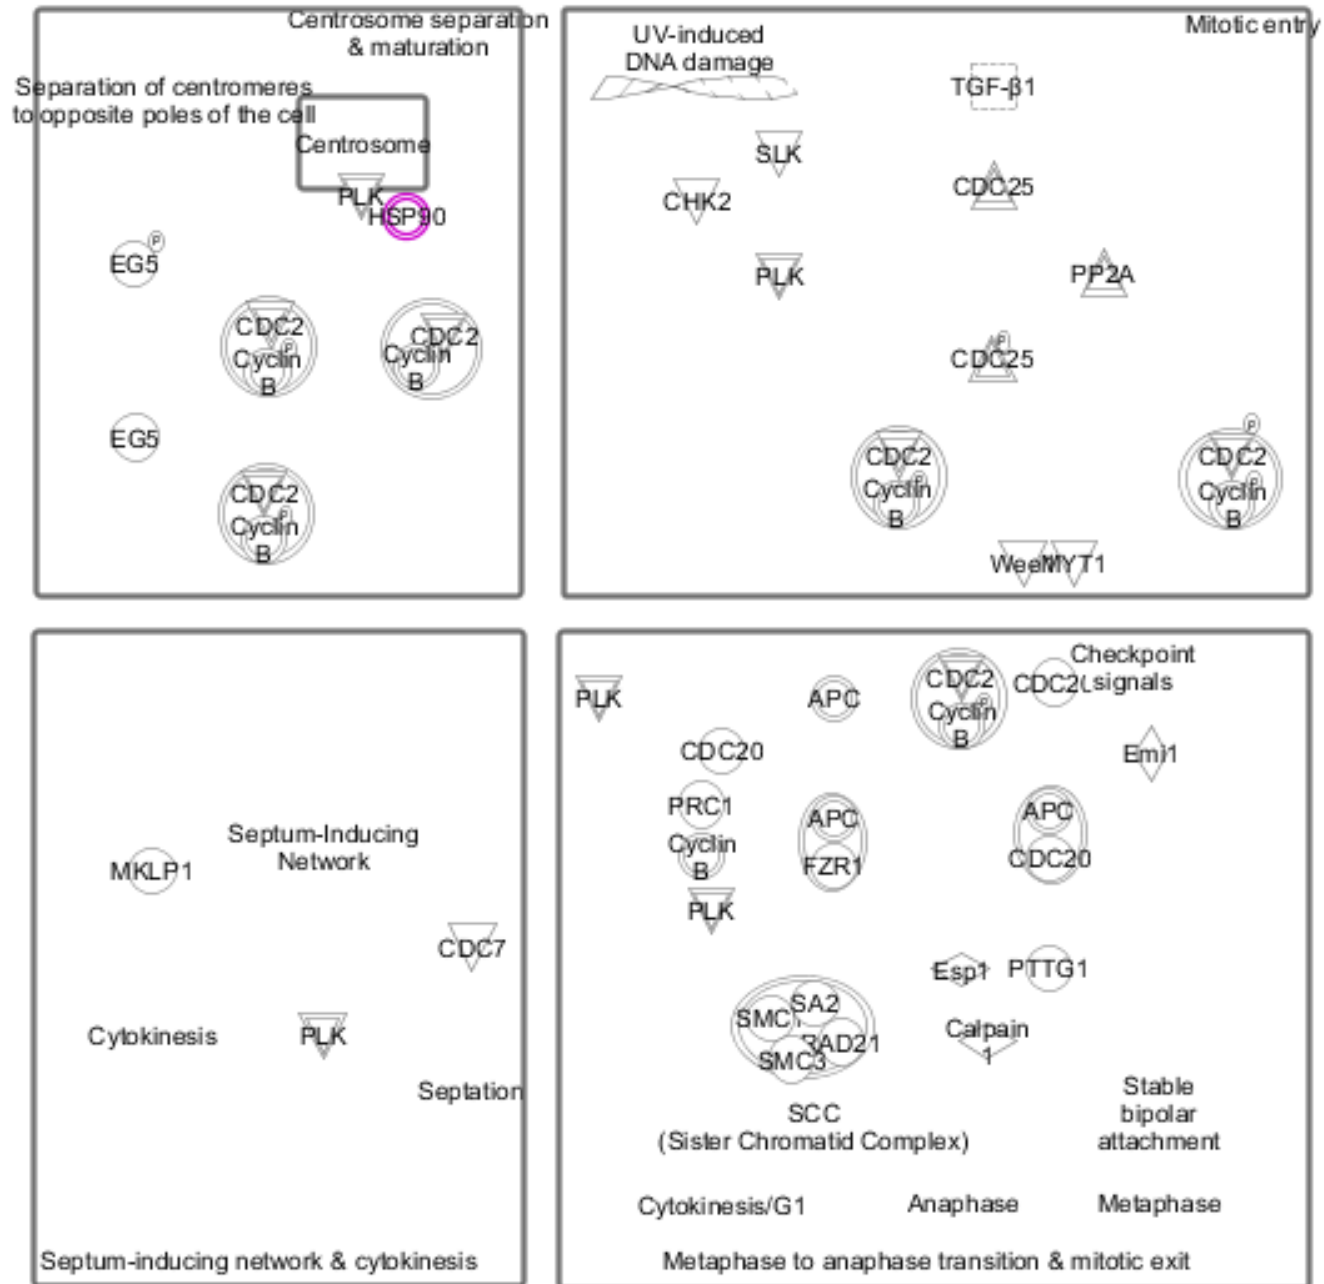 Centrosome separation
& maturation
Separation of centromeres
to opposite poles of the cell
Centrosome
PLK
HSP90
P
EG5
CDC2
P
Cyclin
B
CDC2
Cyclin
B
EG5
CDC2
P
Cyclin
B
Mitotic entry
UV-induced
DNA damage
TGF-β1
SLK
CDC25
CHK2
PLK
PP2A
P
CDC25
CDC2
P
Cyclin
B
P
CDC2
P
Cyclin
B
MYT1
MKLP1
Septum-Inducing
Network
CDC7
Cytokinesis
PLK
Septation
Septum-inducing network & cytokinesis
PLK
APC
CDC2
P
Cyclin
B
Checkpoint
signals
CDC20
Emi1
PRC1
Cyclin
B
PLK
APC
FZR1
APC
CDC20
Esp1
PTTG1
SA2
SMC1
RAD21
SMC3
Calpain
1
SCC
(Sister Chromatid Complex)
Stable
bipolar
attachment
Cytokinesis/G1
Anaphase
Metaphase
Metaphase to anaphase transition & mitotic exit